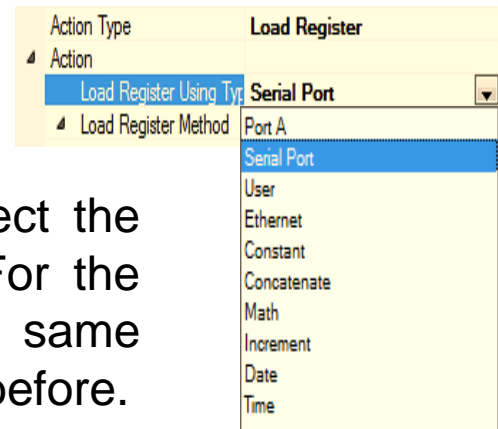 Action Type Load Register
Action
Load Register Using Typ Serial Port
Load Register Method Port A
Serial Port
User
Ethernet
Constant
Concatenate
Math
Increment
Date
Time
ect the
For the
same
before.